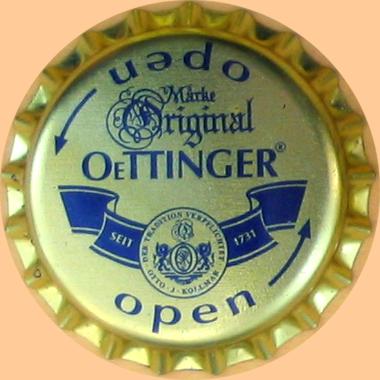 open
Marke
Original
OeTTINGER®
SEIT 1731
DER TRADITION VERPFLICHTET
OTTO · J · KOLLMAR
open